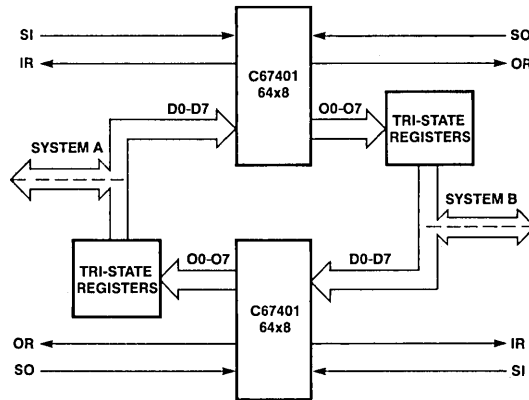 SI
SO
IR
OR
C67401
64x8
D0-D7
O0-O7
TRI-STATE
REGISTERS
SYSTEM A
SYSTEM B
TRI-STATE
REGISTERS
O0-O7
D0-D7
C67401
64x8
OR
IR
SO
SI